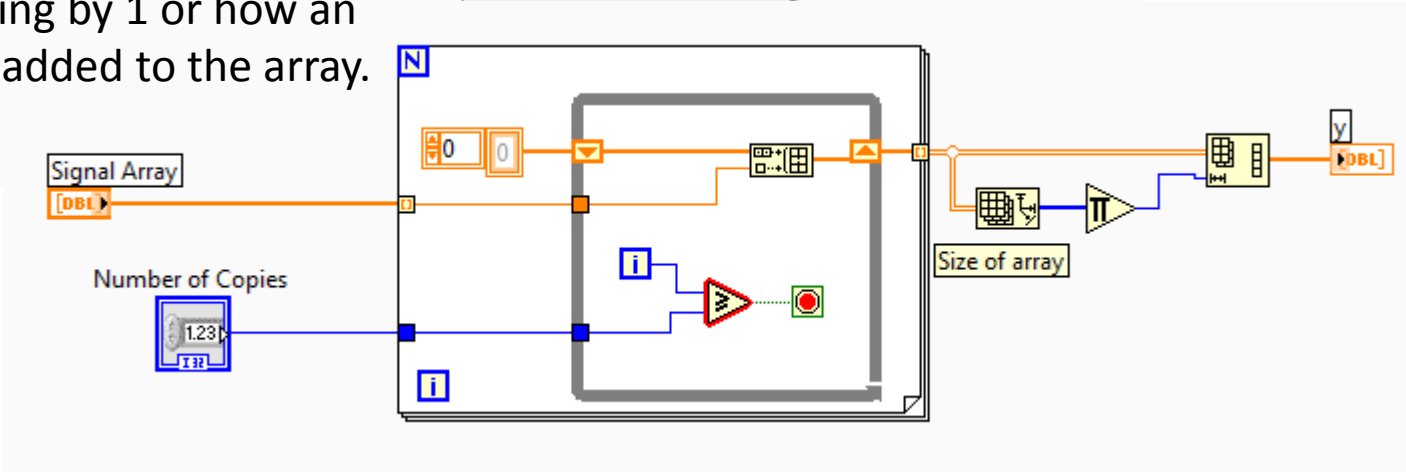 ing by 1 or how an
added to the array.
N
0 0
Signal Array
[DBL]
i
Number of Copies
1.23
I32
i
Size of array
y
DBL]